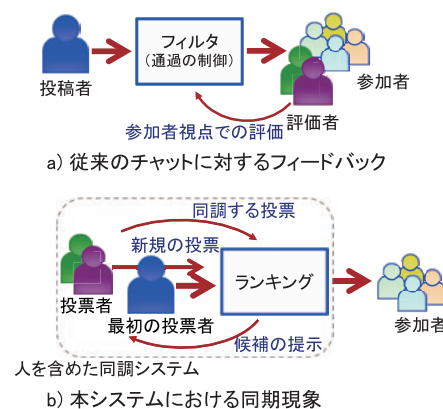 フィルタ
(通過の制御)
投稿者
参加者
評価者
参加者視点での評価
a) 従来のチャットに対するフィードバック
同調する投票
新規の投票
ランキング
投票者
最初の投票者
参加者
候補の提示
人を含めた同調システム
b) 本システムにおける同期現象